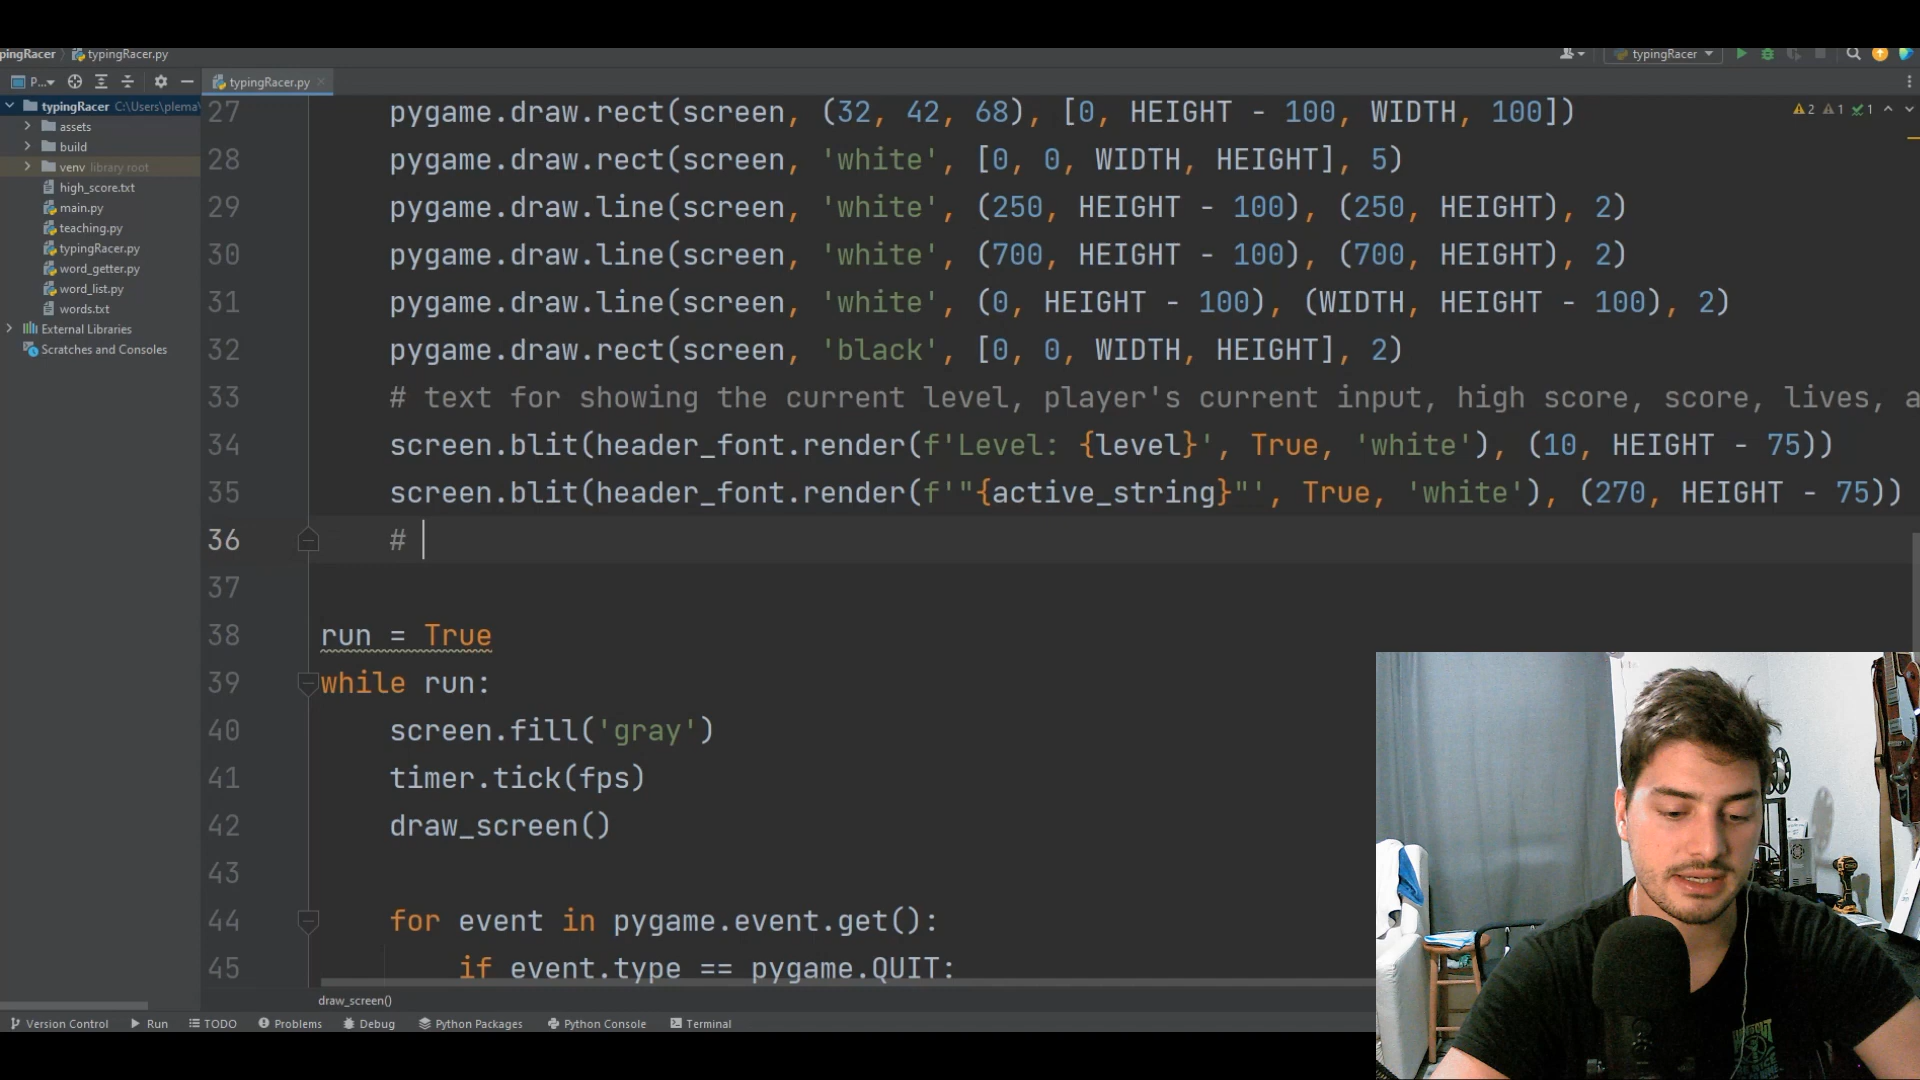 pingRacer typingRacer.py
typingRacer
P...
typingRacer.py
typingRacer C:\Users\plema\
assets
build
venv library root
high_score.txt
main.py
teaching.py
typingRacer.py
word_getter.py
word_list.py
words.txt
External Libraries
Scratches and Consoles
2 1 1
27 pygame.draw.rect(screen, (32, 42, 68), [0, HEIGHT - 100, WIDTH, 100])
28 pygame.draw.rect(screen, 'white', [0, 0, WIDTH, HEIGHT], 5)
29 pygame.draw.line(screen, 'white', (250, HEIGHT - 100), (250, HEIGHT), 2)
30 pygame.draw.line(screen, 'white', (700, HEIGHT - 100), (700, HEIGHT), 2)
31 pygame.draw.line(screen, 'white', (0, HEIGHT - 100), (WIDTH, HEIGHT - 100), 2)
32 pygame.draw.rect(screen, 'black', [0, 0, WIDTH, HEIGHT], 2)
33 # text for showing the current level, player's current input, high score, score, lives, a
34 screen.blit(header_font.render(f'Level: {level}', True, 'white'), (10, HEIGHT - 75))
35 screen.blit(header_font.render(f'"{active_string}"', True, 'white'), (270, HEIGHT - 75))
36 #
37
38 run = True
39 while run:
40 screen.fill('gray')
41 timer.tick(fps)
42 draw_screen()
43
44 for event in pygame.event.get():
45 if event.type == pygame.QUIT:
draw_screen()
Version Control Run TODO Problems Debug Python Packages Python Console Terminal